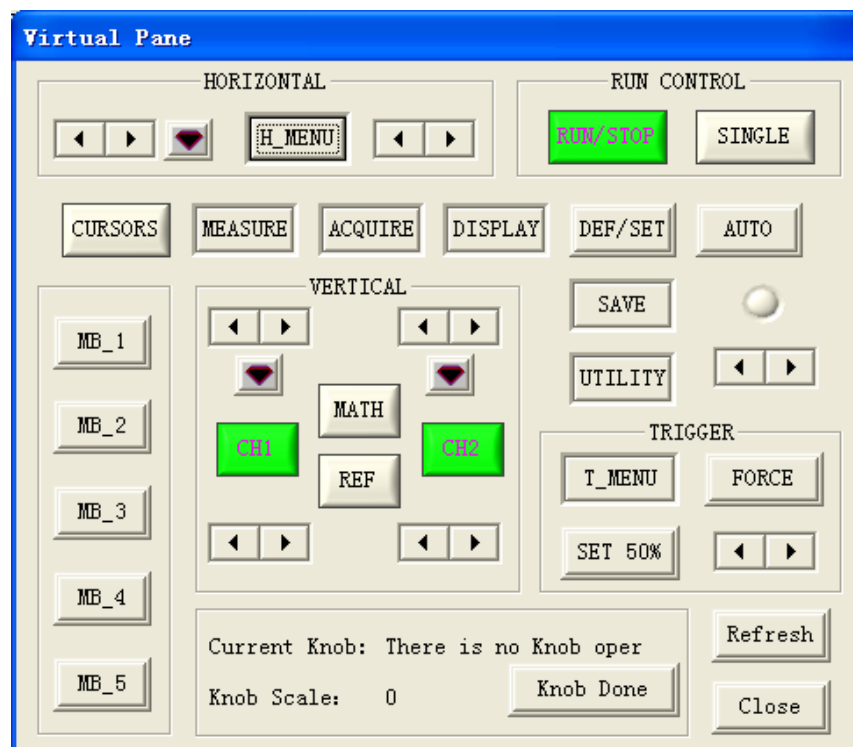 Virtual Pane
HORIZONTAL
RUN CONTROL
H_MENU
RUN/STOP
SINGLE
CURSORS
MEASURE
ACQUIRE
DISPLAY
DEF/SET
AUTO
VERTICAL
SAVE
MB_1
UTILITY
MATH
MB_2
CH1
CH2
TRIGGER
REF
T_MENU
FORCE
MB_3
SET 50%
MB_4
Current Knob: There is no Knob oper
Refresh
MB_5
Knob Scale: 0
Knob Done
Close